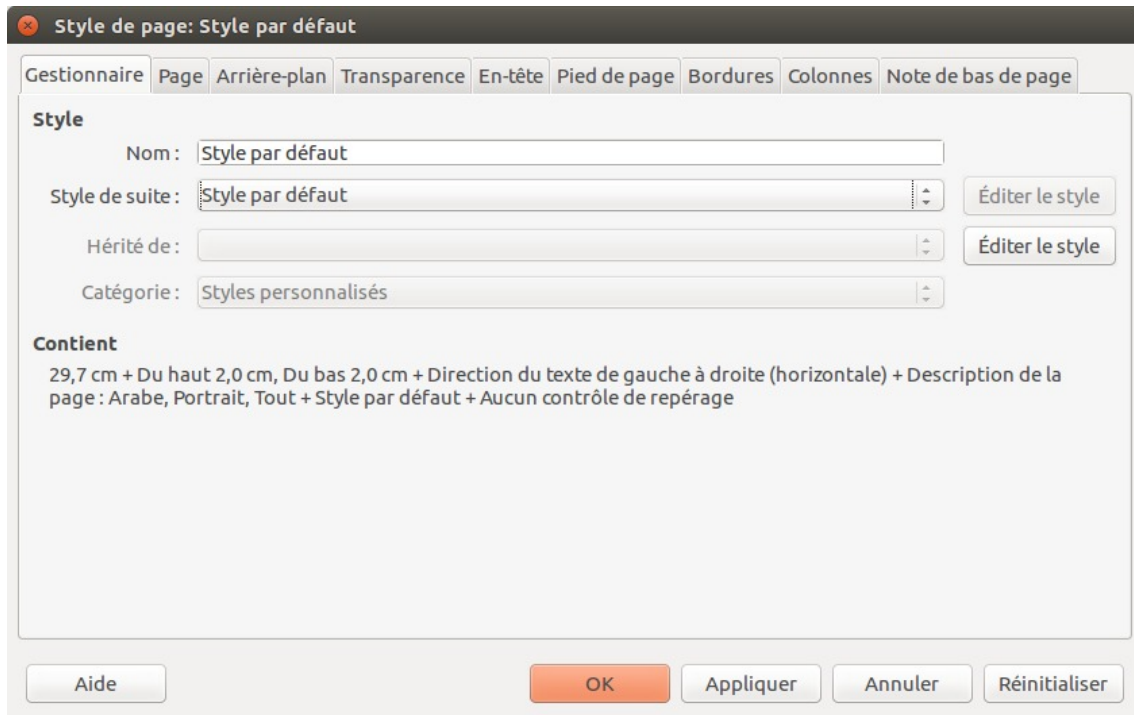 Style de page: Style par défaut
Gestionnaire Page Arrière-plan Transparence En-tête Pied de page Bordures Colonnes Note de bas de page
Style
Nom : Style par défaut
Style de suite : Style par défaut Éditer le style
Hérité de : Éditer le style
Catégorie : Styles personnalisés
Contient
29,7 cm + Du haut 2,0 cm, Du bas 2,0 cm + Direction du texte de gauche à droite (horizontale) + Description de la
page : Arabe, Portrait, Tout + Style par défaut + Aucun contrôle de repérage
Aide OK Appliquer Annuler Réinitialiser